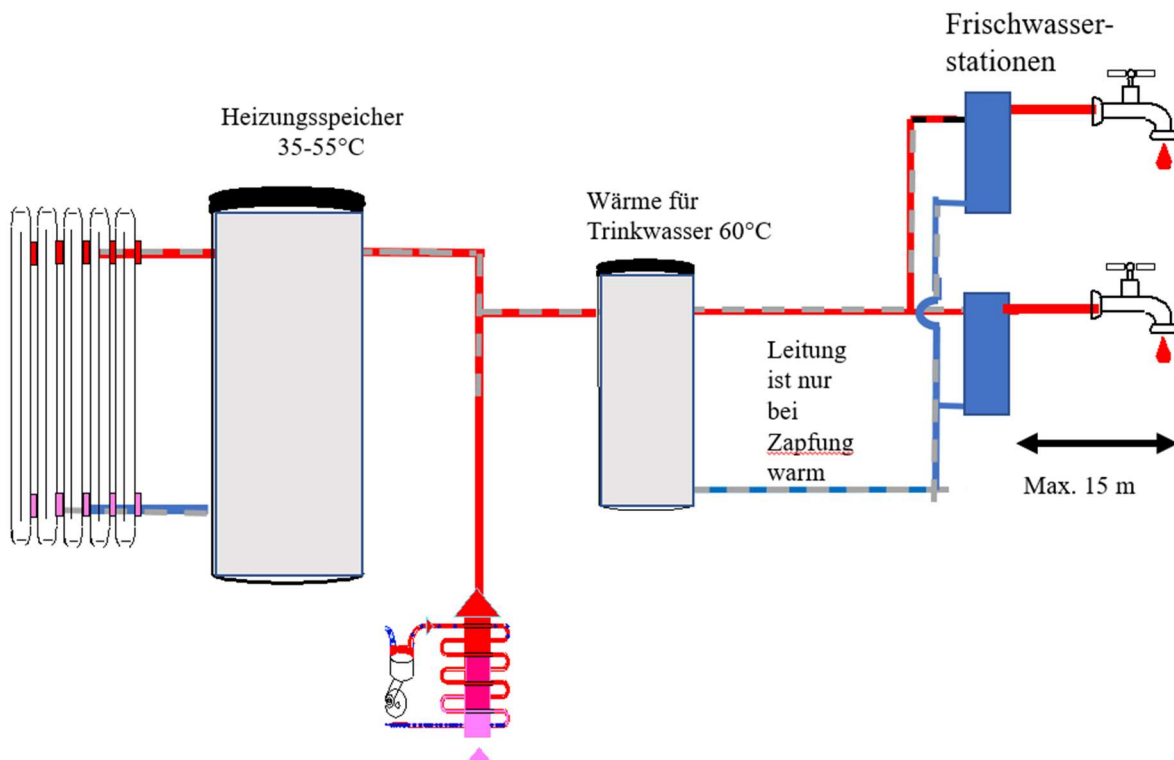 Frischwasser-
stationen
Heizungsspeicher
35-55°C
Wärme für
Trinkwasser 60°C
Leitung
ist nur
bei
Zapfung
warm
Max. 15 m